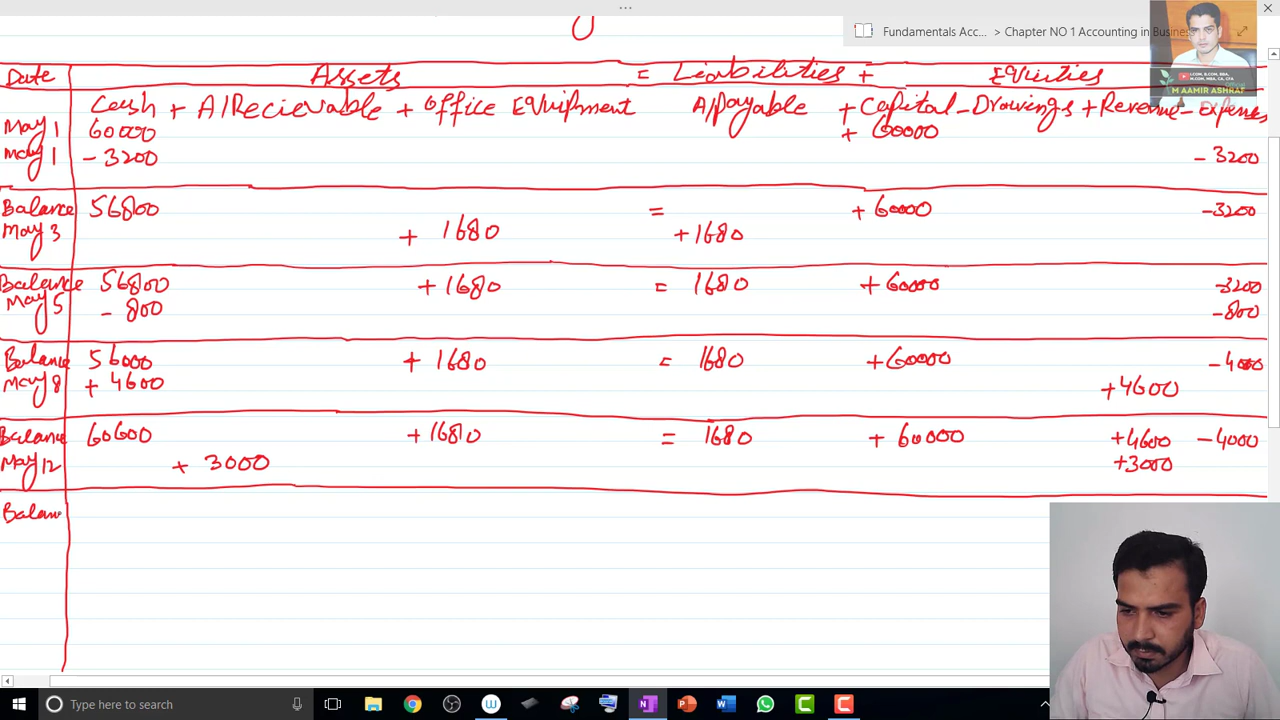 Fundamentals Acc... > Chapter NO 1 Accounting in Business
M AAMIR ASHRAF
Date Assets = Liabilities + Equities
Cash + A/Recievable + Office Equipment A/payable + Capital - Drawings + Revenue - Expenses
May 1 60000 + 60000
May 1 - 3200 - 3200
Balance 56800 = + 60000 - 3200
May 3 + 1680 + 1680
Balance 56800 + 1680 = 1680 + 60000 - 3200
May 5 - 800 - 800
Balance 56000 + 1680 = 1680 + 60000 - 4000
May 8 + 4600 + 4600
Balance 60600 + 1680 = 1680 + 60000 + 4600 - 4000
May 12 + 3000 + 3000
Balanc
Type here to search